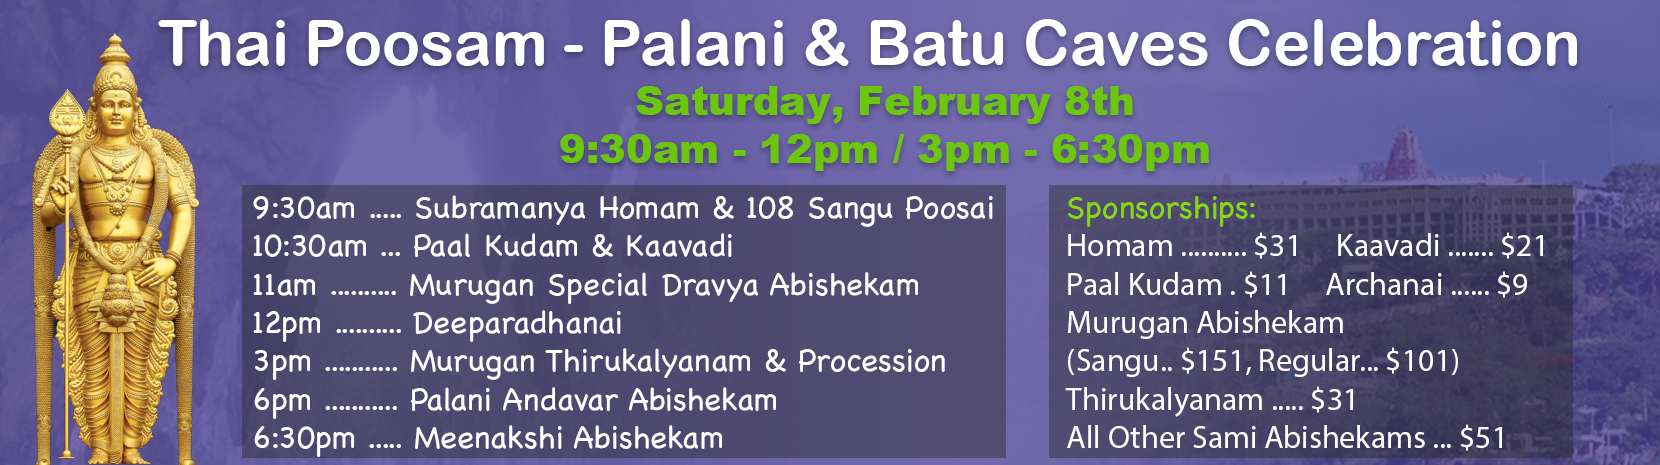 Thai Poosam - Palani & Batu Caves Celebration
Saturday, February 8th
9:30am - 12pm / 3pm - 6:30pm
9:30am ..... Subramanya Homam & 108 Sangu Poosai
10:30am ... Paal Kudam & Kaavadi
11am .......... Murugan Special Dravya Abishekam
12pm .......... Deeparadhanai
3pm ........... Murugan Thirukalyanam & Procession
6pm ........... Palani Andavar Abishekam
6:30pm ..... Meenakshi Abishekam
Sponsorships:
Homam .......... $31 Kaavadi ....... $21
Paal Kudam . $11 Archanai ...... $9
Murugan Abishekam
(Sangu.. $151, Regular... $101)
Thirukalyanam ..... $31
All Other Sami Abishekams ... $51